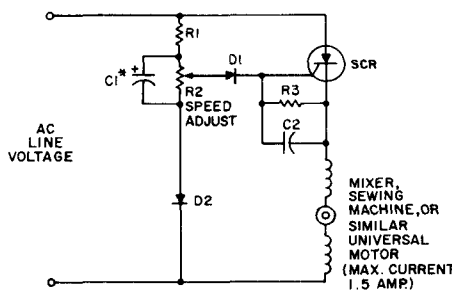 R1
D1
SCR
C1*
+
R2
SPEED
ADJUST
R3
C2
AC
LINE
VOLTAGE
D2
MIXER,
SEWING
MACHINE, OR
SIMILAR
UNIVERSAL
MOTOR
(MAX. CURRENT
1.5 AMP.)